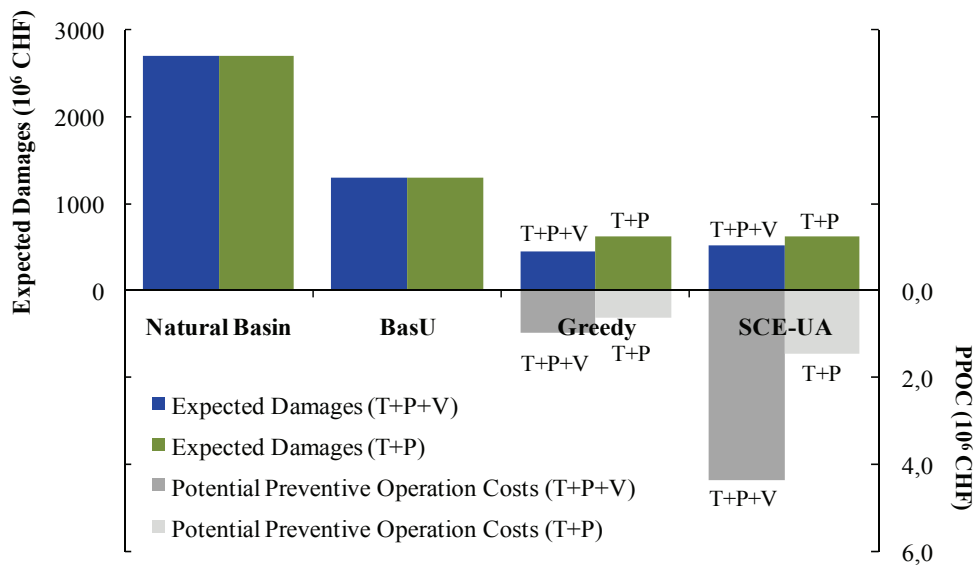 Expected Damages (10⁶ CHF)
3000
2000
1000
0
T+P+V
T+P
T+P+V
T+P
0,0
Natural Basin
BasU
Greedy
SCE-UA
T+P+V
T+P
T+P
T+P+V
2,0
4,0
6,0
PPOC (10⁶ CHF)
Expected Damages (T+P+V)
Expected Damages (T+P)
Potential Preventive Operation Costs (T+P+V)
Potential Preventive Operation Costs (T+P)